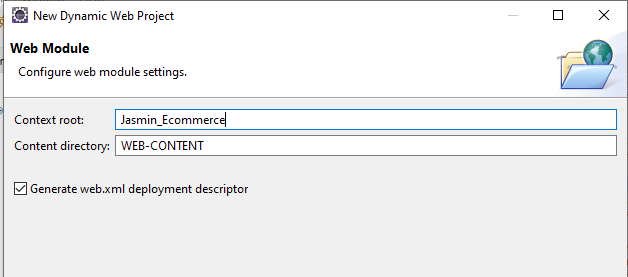 New Dynamic Web Project
Web Module
Configure web module settings.
Context root: Jasmin_Ecommerce
Content directory: WEB-CONTENT
Generate web.xml deployment descriptor